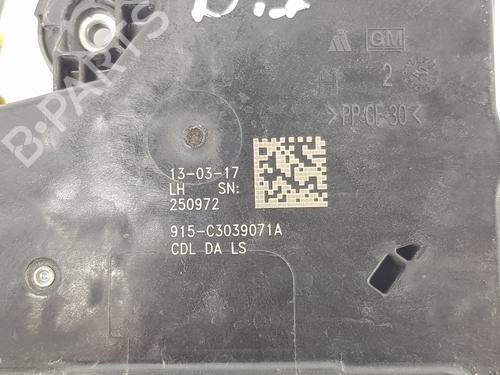 GM
H
2
>PP-GF-30<
13-03-17
LH SN:
250972
915-C3039071A
CDL DA LS
B-PARTS